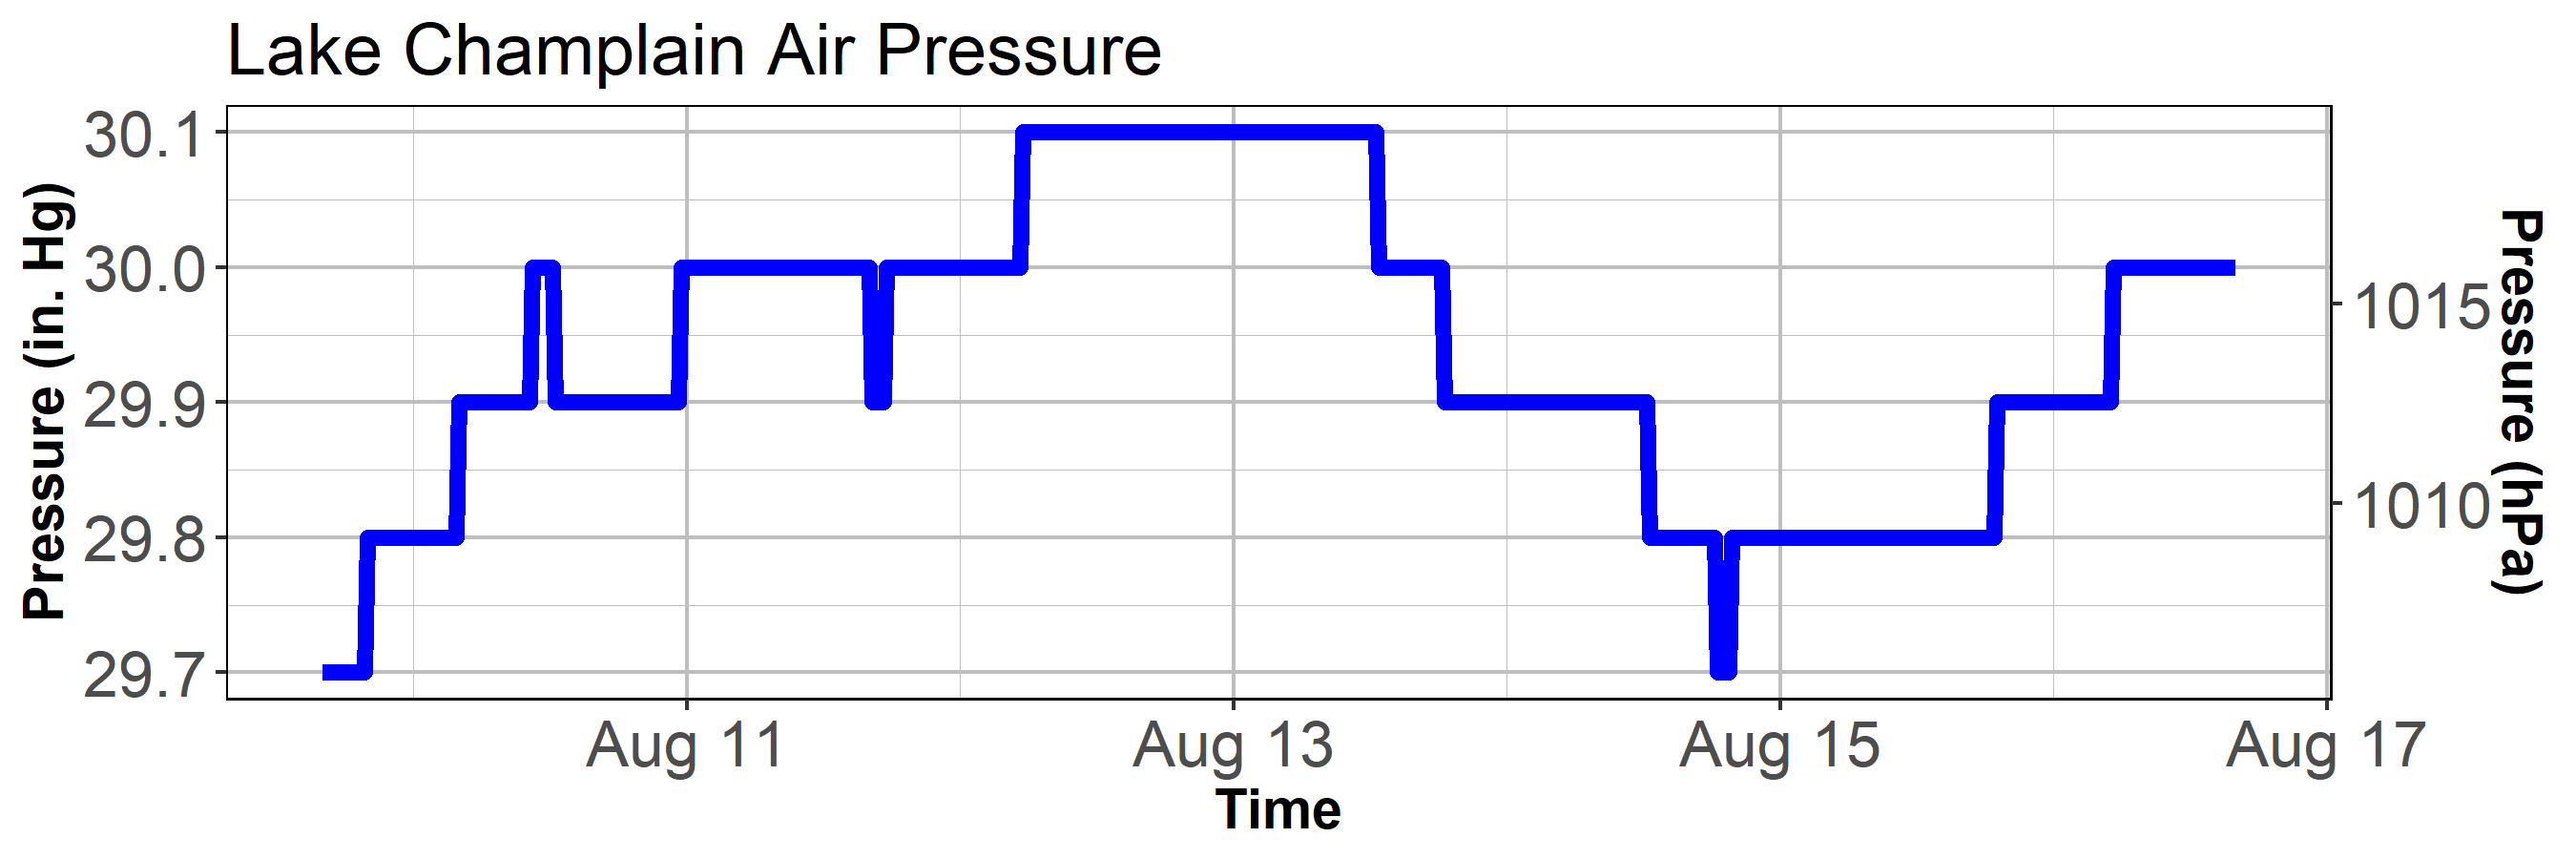 Lake Champlain Air Pressure
30.1
30.0
29.9
29.8
29.7
Pressure (in. Hg)
1015
1010
Pressure (hPa)
Aug 11
Aug 13
Aug 15
Aug 17
Time